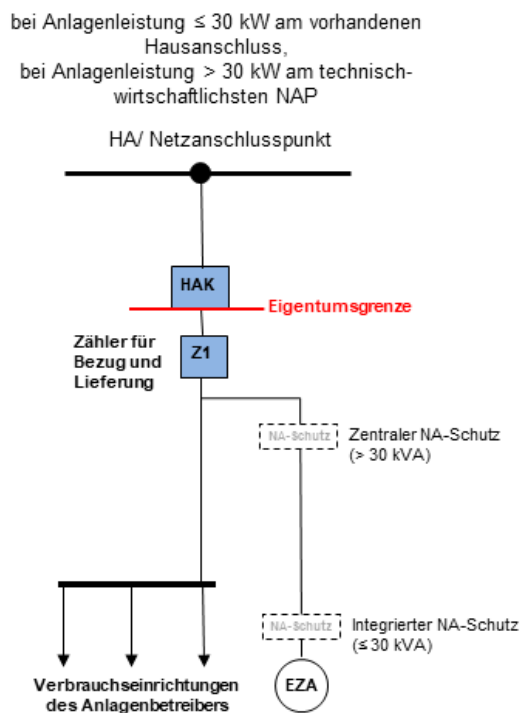 bei Anlagenleistung ≤ 30 kW am vorhandenen
Hausanschluss,
bei Anlagenleistung > 30 kW am technisch-
wirtschaftlichsten NAP
HA/ Netzanschlusspunkt
HAK
Eigentumsgrenze
Zähler für
Bezug und
Lieferung
Z1
NA-Schutz
Zentraler NA-Schutz
(> 30 kVA)
NA-Schutz
Integrierter NA-Schutz
(≤ 30 kVA)
EZA
Verbrauchseinrichtungen
des Anlagenbetreibers